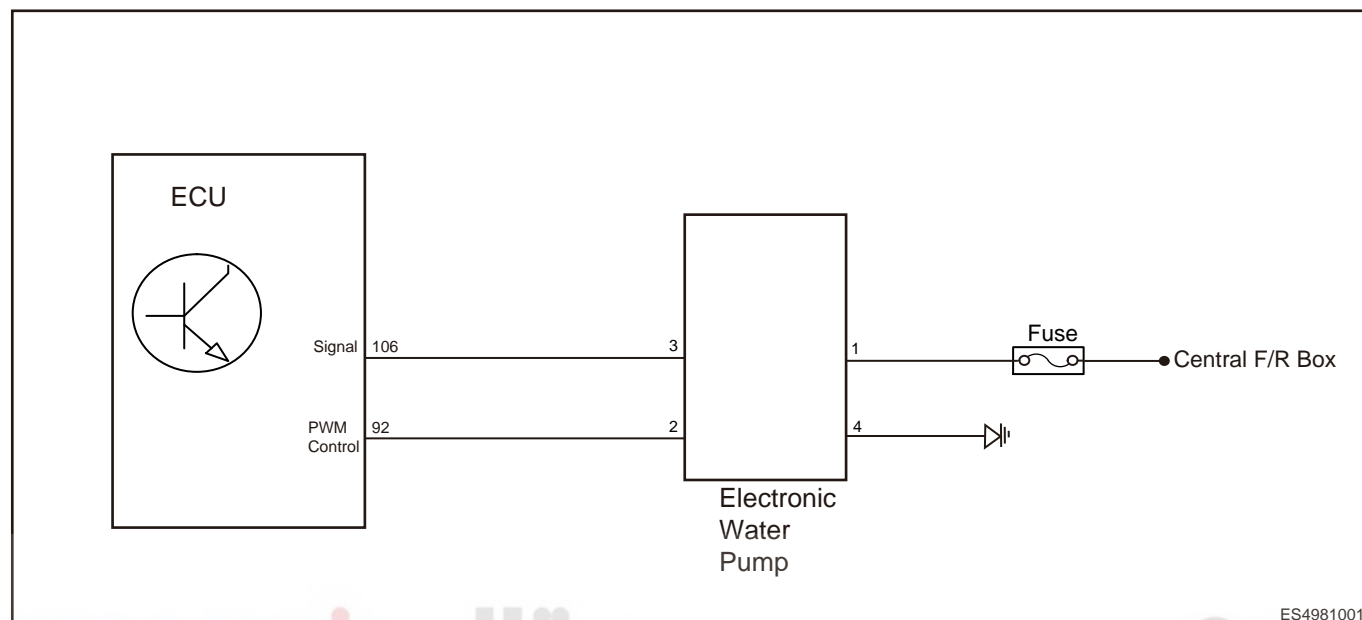 ECU
Signal 106
3
1
Fuse
Central F/R Box
PWM
Control
92
2
4
Electronic
Water
Pump
ES4981001